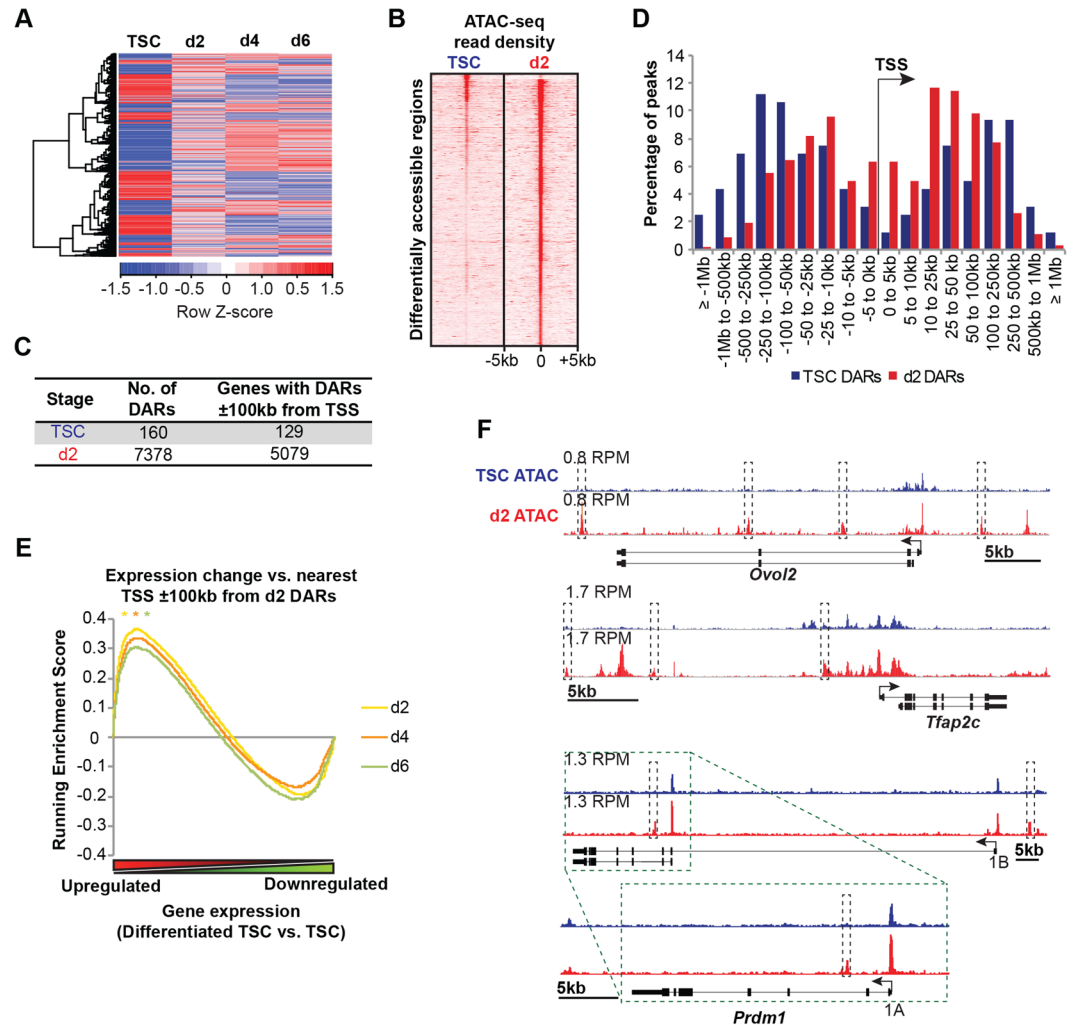 A
TSC d2 d4 d6
-1.5 -1.0 -0.5 0 0.5 1.0 1.5
Row Z-score
B
ATAC-seq
read density
TSC d2
Differentially accessible regions
-5kb 0 +5kb
C
Stage No. of DARs Genes with DARs ±100kb from TSS
TSC 160 129
d2 7378 5079
D
TSS
Percentage of peaks
14
12
10
8
6
4
2
0
≥ -1Mb
-1Mb to -500kb
-500 to -250kb
-250 to -100kb
-100 to -50kb
-50 to -25kb
-25 to -10kb
-10 to -5kb
-5 to 0kb
0 to 5kb
5 to 10kb
10 to 25kb
25 to 50 kb
50 to 100kb
100 to 250kb
250 to 500kb
500kb to 1Mb
≥ 1Mb
TSC DARs d2 DARs
E
Expression change vs. nearest
TSS ±100kb from d2 DARs
* * *
Running Enrichment Score
0.4
0.3
0.2
0.1
0
-0.1
-0.2
-0.3
-0.4
d2
d4
d6
Upregulated Downregulated
Gene expression
(Differentiated TSC vs. TSC)
F
0.8 RPM
TSC ATAC
0.8 RPM
d2 ATAC
5kb
Ovol2
1.7 RPM
1.7 RPM
5kb
Tfap2c
1.3 RPM
1.3 RPM
1B
5kb
5kb
1A
Prdm1